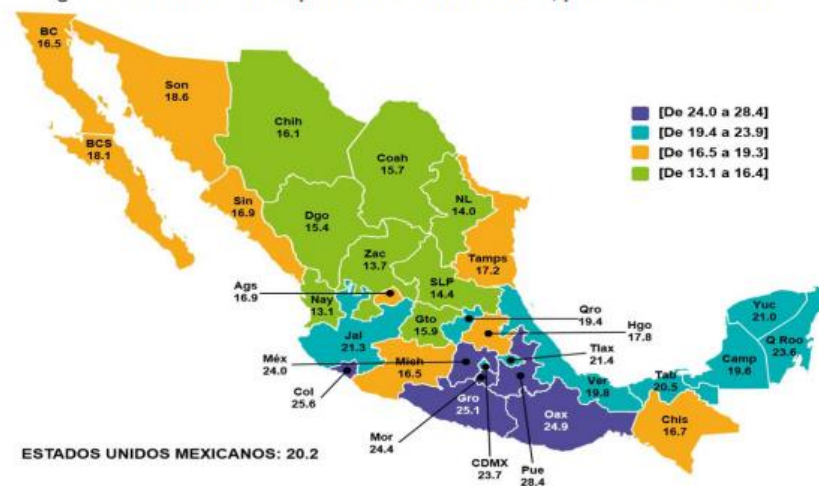 BC
16.5
Son
18.6
Chih
16.1
[De 24.0 a 28.4]
[De 19.4 a 23.9]
[De 16.5 a 19.3]
[De 13.1 a 16.4]
BCS
18.1
Coah
15.7
Sin
16.9
NL
14.0
Dgo
15.4
Tamps
17.2
Zac
13.7
SLP
14.4
Ags
16.9
Nay
13.1
Gto
15.9
Qro
19.4
Hgo
17.8
Yuc
21.0
Q Roo
23.6
Jal
21.3
Tlax
21.4
Camp
19.6
Méx
24.0
Mich
16.5
Tab
20.5
Ver
19.8
Col
25.6
Gro
25.1
Oax
24.9
Chis
16.7
Mor
24.4
CDMX
23.7
Pue
28.4
ESTADOS UNIDOS MEXICANOS: 20.2